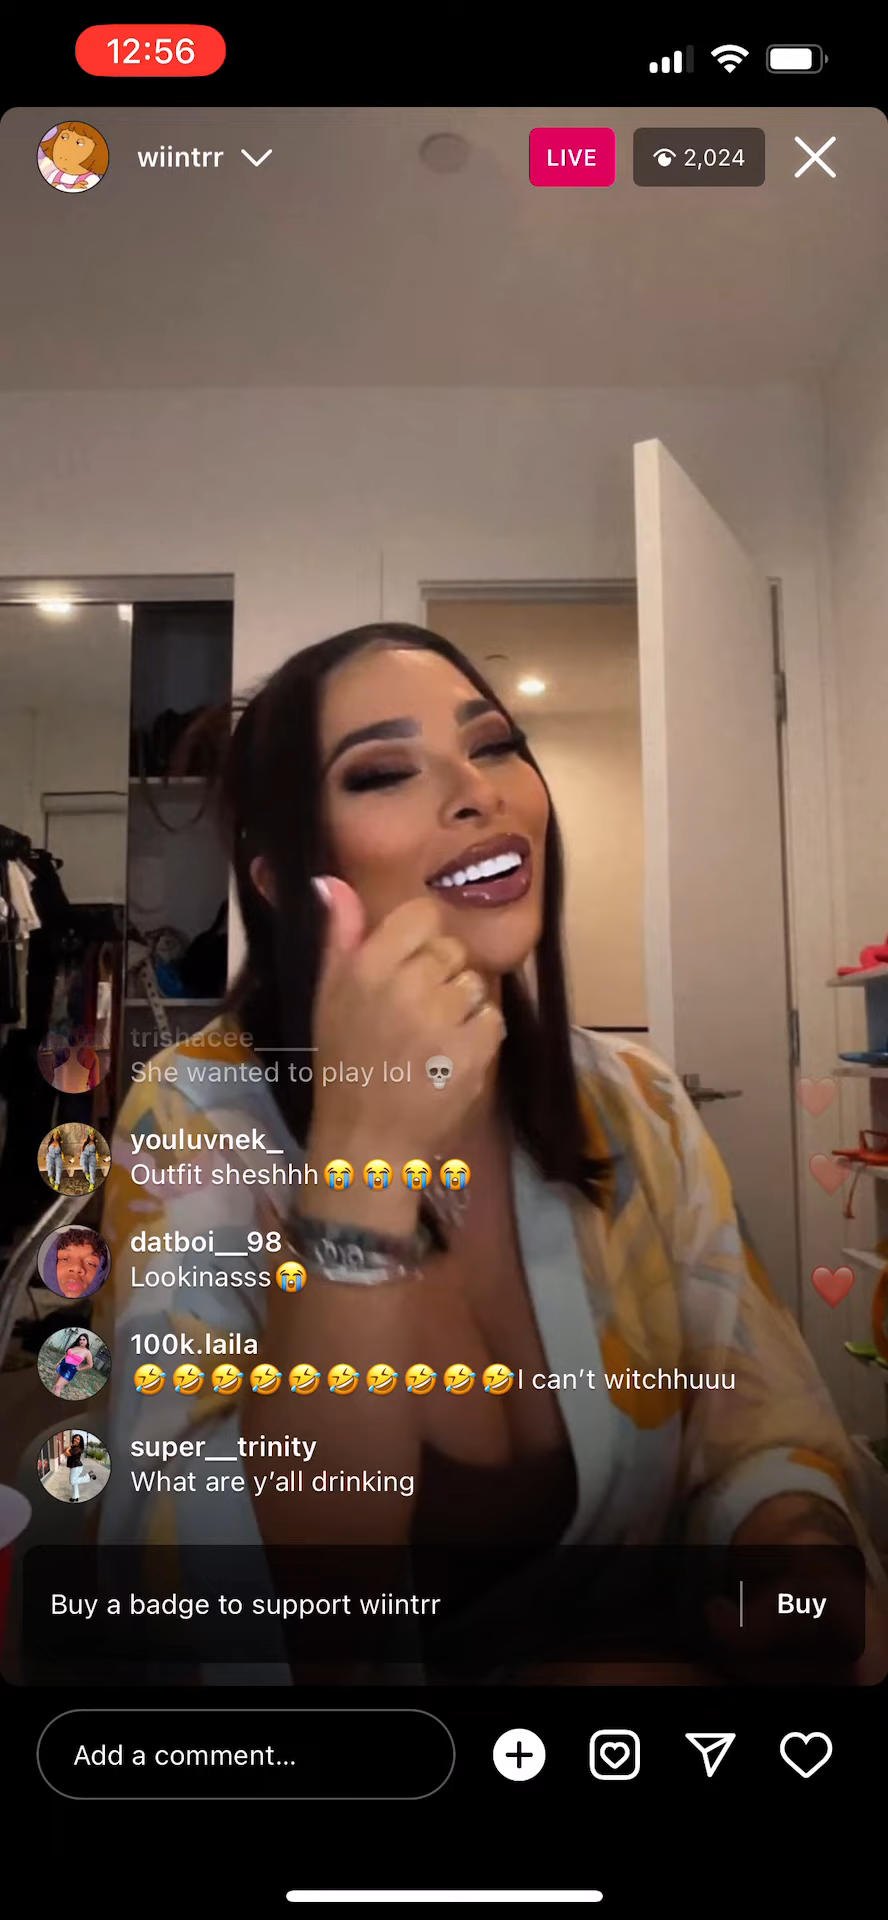 12:56
wiintrr
LIVE
2,024
trishacee_____
She wanted to play lol 💀
youluvnek_
Outfit sheshhh😭😭😭😭
datboi__98
Lookinasss😭
100k.laila
🤣🤣🤣🤣🤣🤣🤣🤣🤣🤣I can’t witchhuuu
super__trinity
What are y’all drinking
Buy a badge to support wiintrr
Buy
Add a comment...